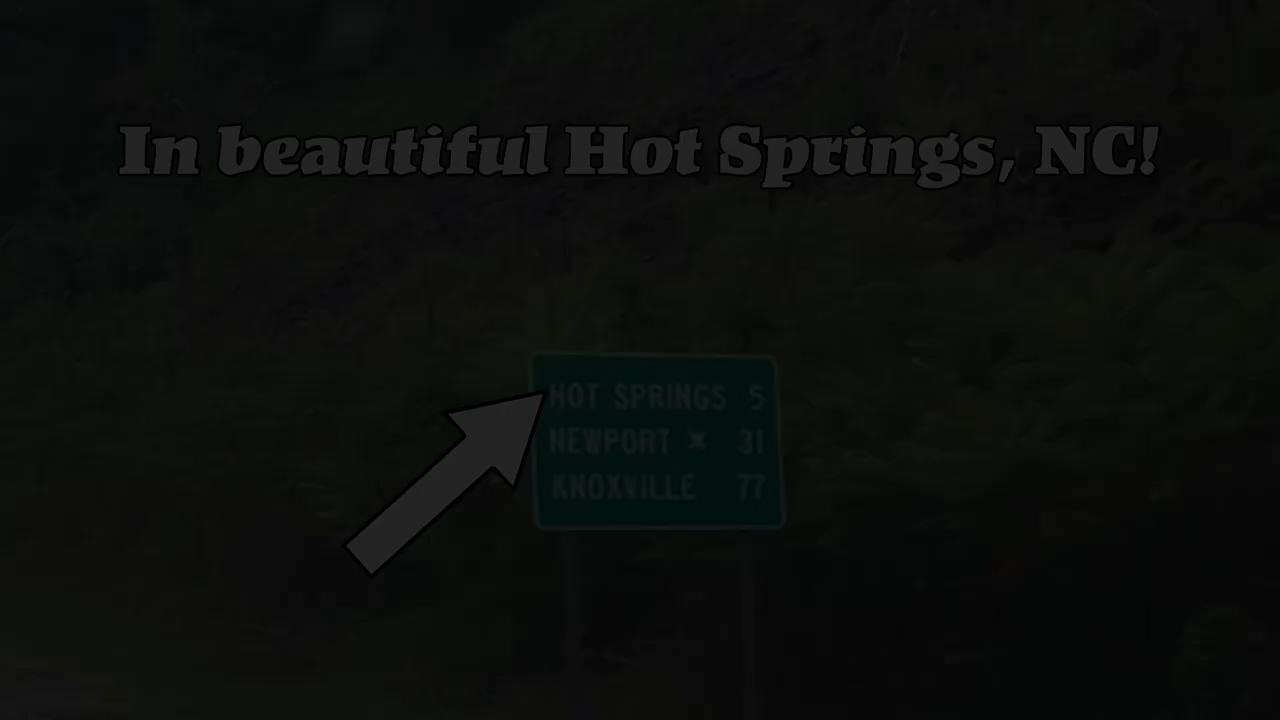 In beautiful Hot Springs, NC!
HOT SPRINGS 5
NEWPORT 31
KNOXVILLE 77